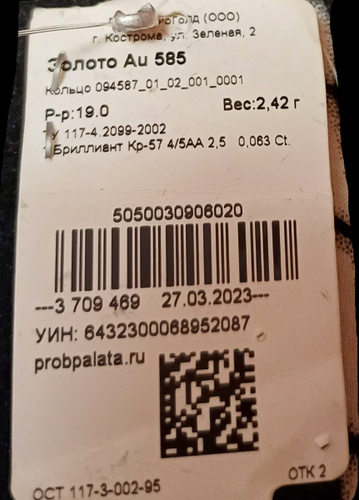 г. Кострома, ул. Зеленая, 2
Золото Au 585
Кольцо 094587_01_02_001_0001
Р-р:19.0 Вес:2,42 г
ТУ 117-4.2099-2002
1Бриллиант Кр-57 4/5АА 2,5 0,063 Ct.
5050030906020
---3 709 469 27.03.2023---
УИН: 6432300068952087
probpalata.ru
ОСТ 117-3-002-95 ОТК 2